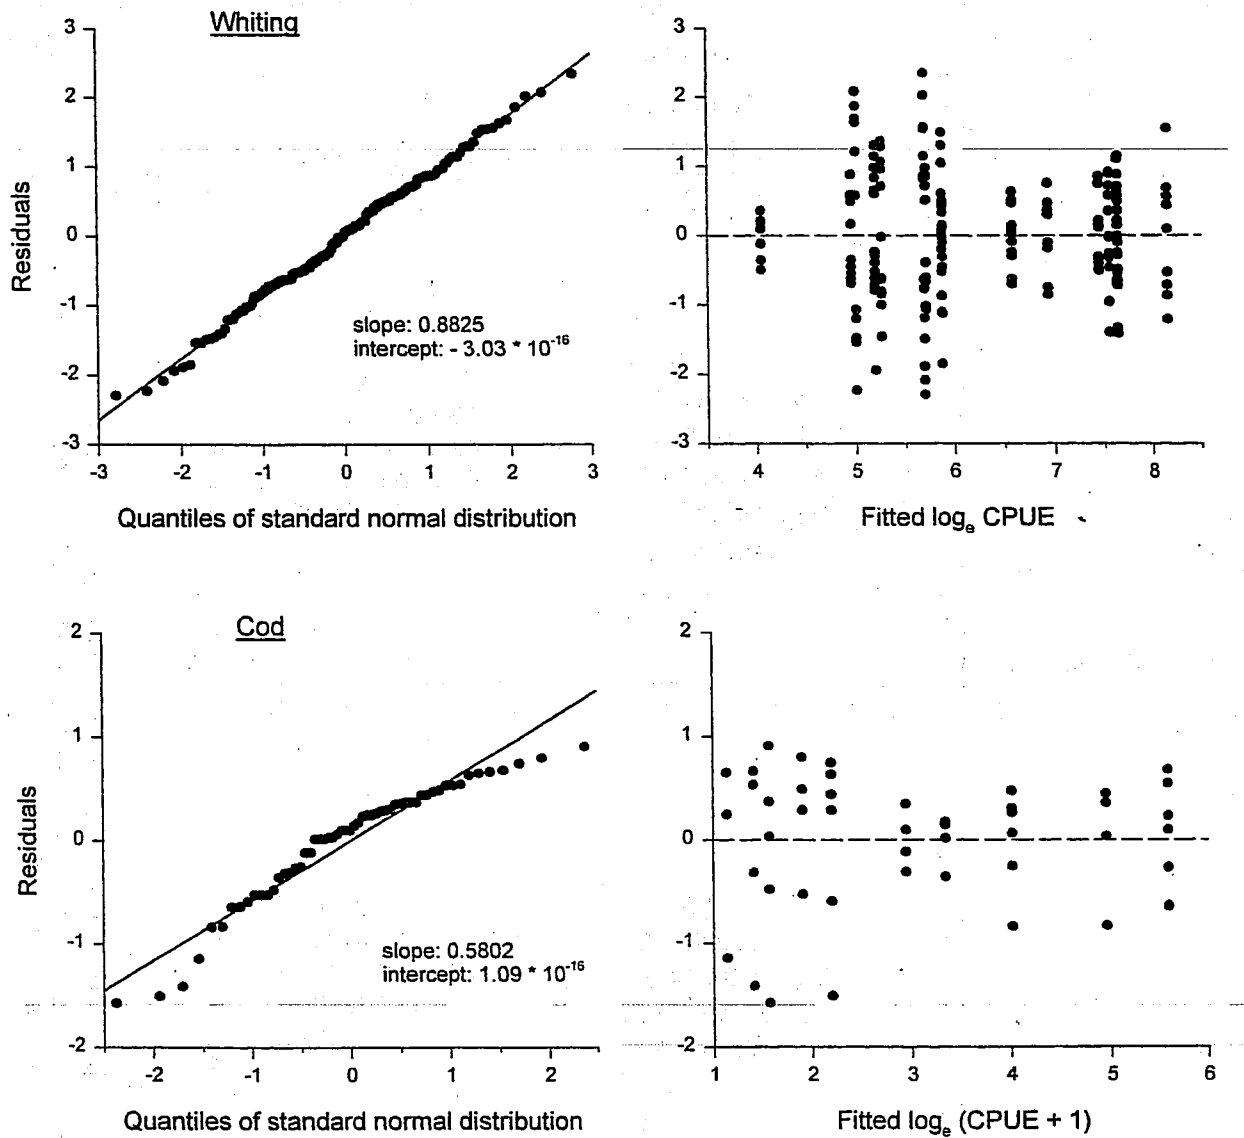 Whiting
3
2
1
0
-1
-2
-3
Residuals
slope: 0.8825
intercept: - 3.03 * 10⁻¹⁶
-3 -2 -1 0 1 2 3
Quantiles of standard normal distribution
3
2
1
0
-1
-2
-3
4 5 6 7 8
Fitted logₑ CPUE
Cod
2
1
0
-1
-2
Residuals
slope: 0.5802
intercept: 1.09 * 10⁻¹⁶
-2 -1 0 1 2
Quantiles of standard normal distribution
2
1
0
-1
-2
1 2 3 4 5 6
Fitted logₑ (CPUE + 1)